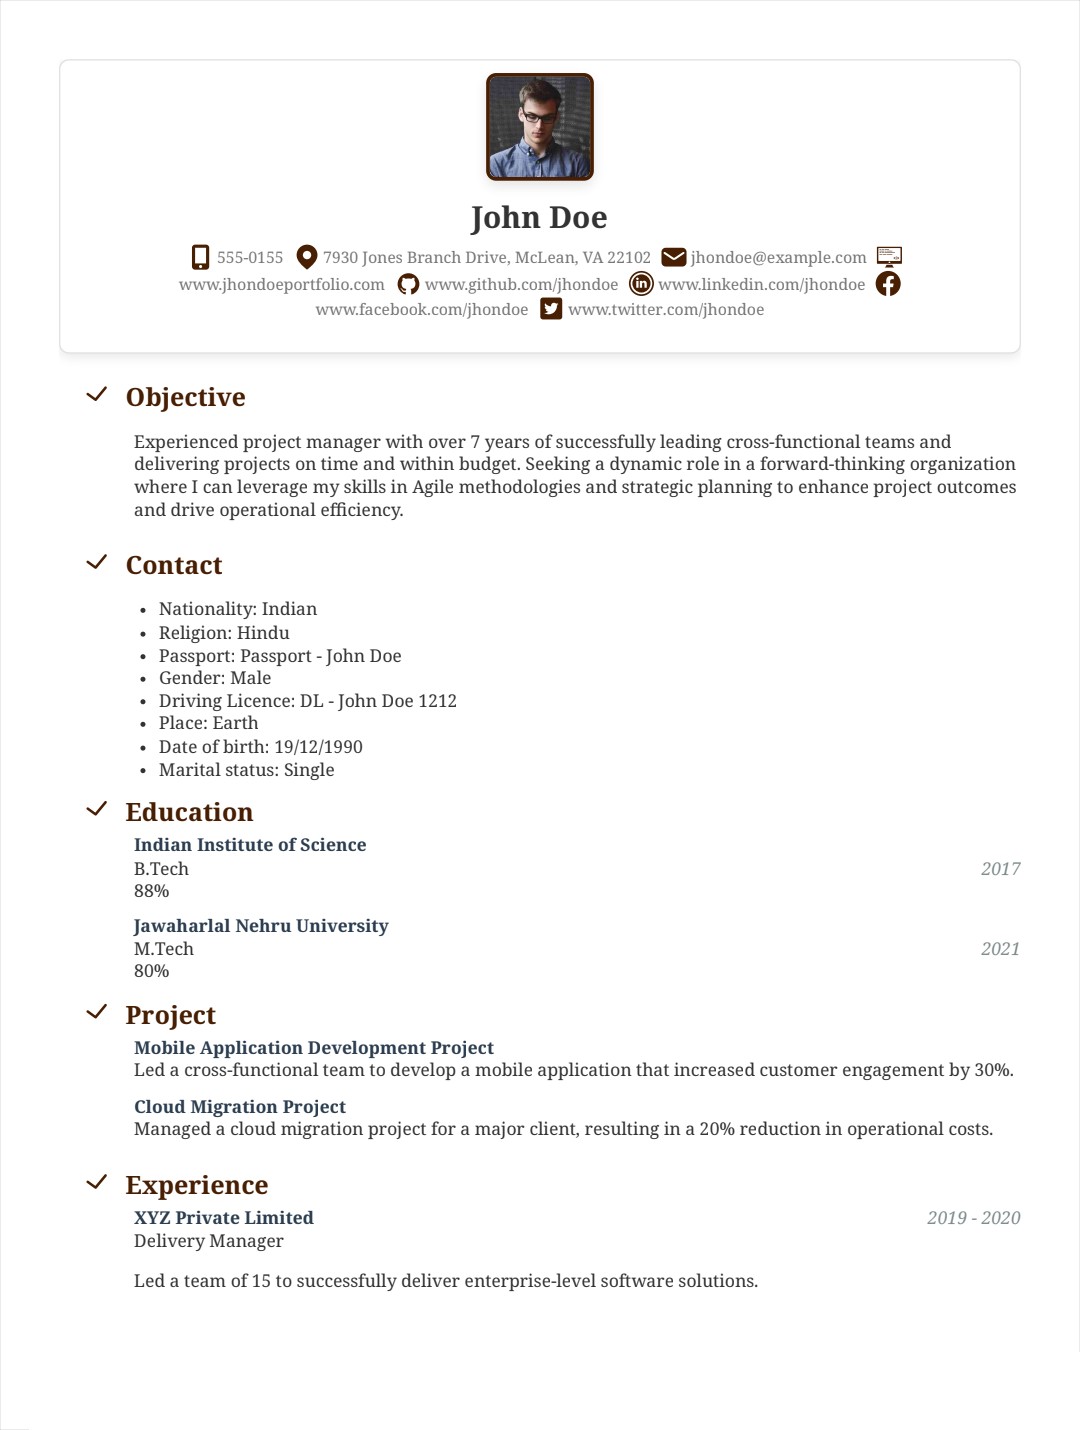 John Doe
555-0155 7930 Jones Branch Drive, McLean, VA 22102 jhondoe@example.com
www.jhondoeportfolio.com www.github.com/jhondoe www.linkedin.com/jhondoe
www.facebook.com/jhondoe www.twitter.com/jhondoe
Objective
Experienced project manager with over 7 years of successfully leading cross-functional teams and
delivering projects on time and within budget. Seeking a dynamic role in a forward-thinking organization
where I can leverage my skills in Agile methodologies and strategic planning to enhance project outcomes
and drive operational efficiency.
Contact
• Nationality: Indian
• Religion: Hindu
• Passport: Passport - John Doe
• Gender: Male
• Driving Licence: DL - John Doe 1212
• Place: Earth
• Date of birth: 19/12/1990
• Marital status: Single
Education
Indian Institute of Science
B.Tech 2017
88%
Jawaharlal Nehru University
M.Tech 2021
80%
Project
Mobile Application Development Project
Led a cross-functional team to develop a mobile application that increased customer engagement by 30%.
Cloud Migration Project
Managed a cloud migration project for a major client, resulting in a 20% reduction in operational costs.
Experience
XYZ Private Limited 2019 - 2020
Delivery Manager
Led a team of 15 to successfully deliver enterprise-level software solutions.